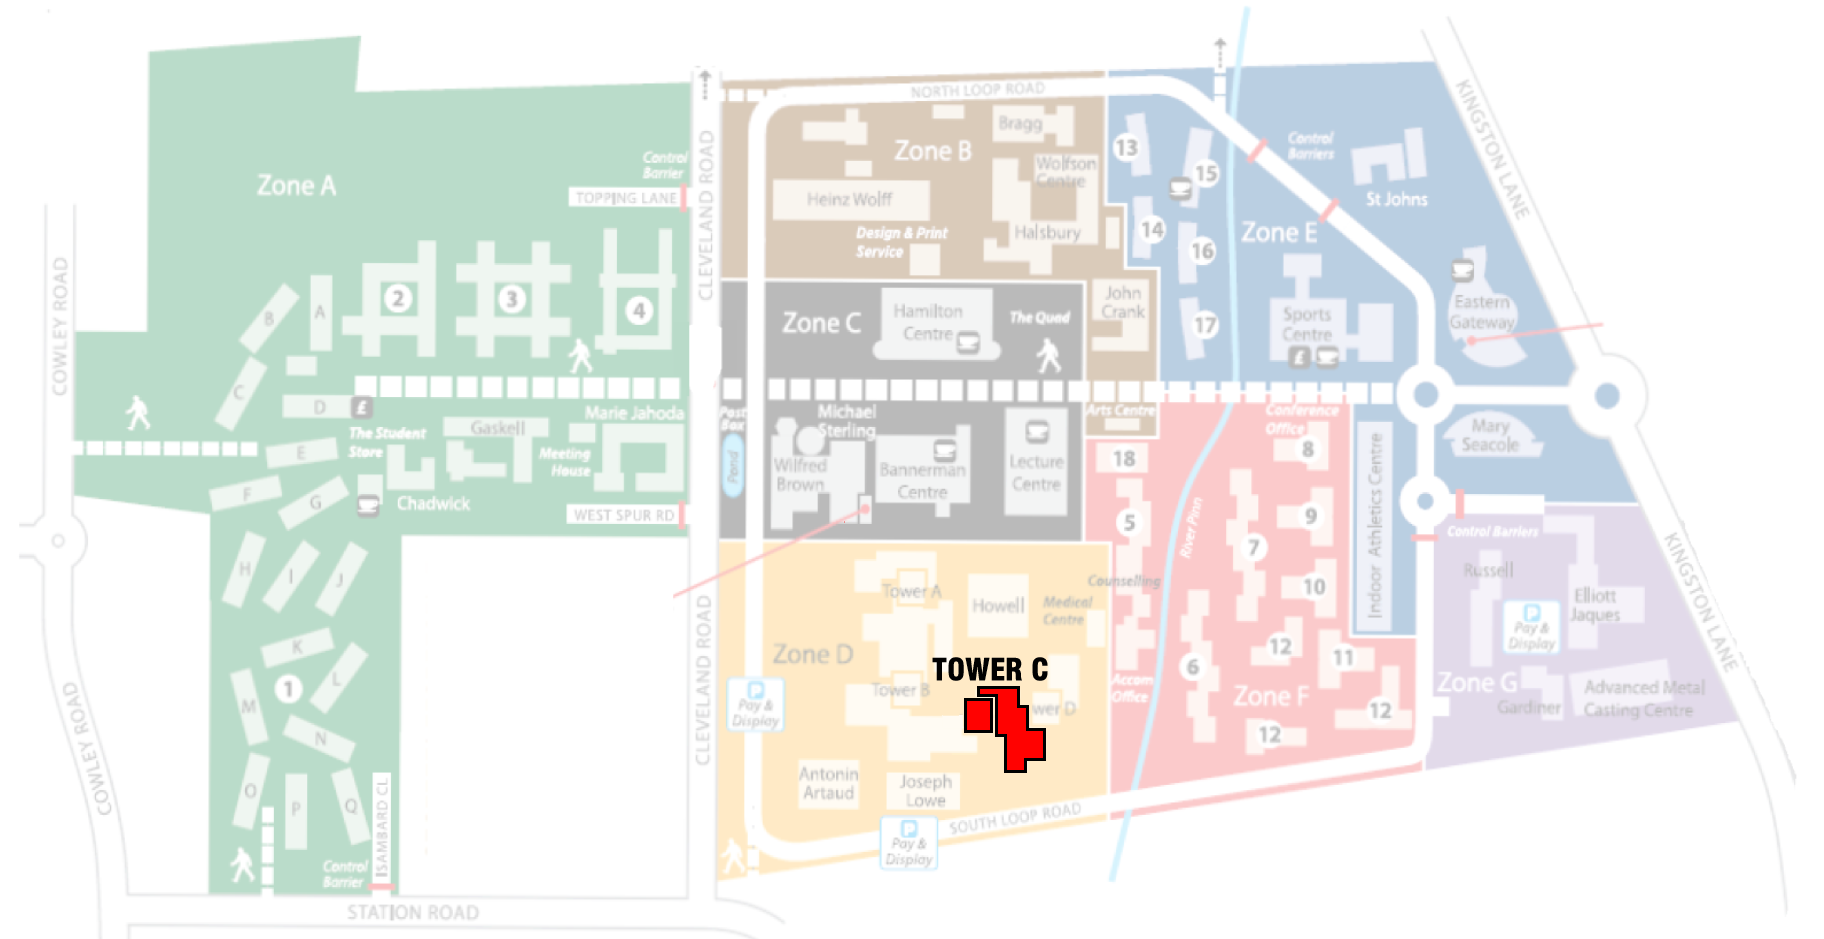 NORTH LOOP ROAD
KINGSTON LANE
Zone A
Control
Barrier
TOPPING LANE
CLEVELAND ROAD
Zone B
Bragg
Wolfson
Centre
Heinz Wolff
Halsbury
Design & Print
Service
13
15
14
16
17
Control
Barriers
St Johns
Zone E
COWLEY ROAD
B
A
2
3
4
C
D
£
Zone C
Hamilton
Centre
The Quad
John
Crank
Sports
Centre
£
Eastern
Gateway
The Student
Store
Gaskell
Marie Jahoda
Meeting
House
Chadwick
E
F
G
WEST SPUR RD
Post
Box
Pond
Michael
Sterling
Wilfred
Brown
Bannerman
Centre
Lecture
Centre
Arts Centre
Conference
Office
Mary
Seacole
18
5
River Pinn
8
9
7
10
Indoor Athletics Centre
Control Barriers
KINGSTON LANE
H
I
J
K
L
1
M
N
O
P
Q
COWLEY ROAD
CLEVELAND ROAD
Tower A
Howell
Counselling
Medical
Centre
Zone D
Tower B
TOWER C
wer D
P
Pay &
Display
Accom
Office
6
12
11
Zone F
12
12
Russell
Elliott
Jaques
P
Pay &
Display
Zone G
Gardiner
Advanced Metal
Casting Centre
Antonin
Artaud
Joseph
Lowe
SOUTH LOOP ROAD
P
Pay &
Display
ISAMBARD CL
Control
Barrier
STATION ROAD